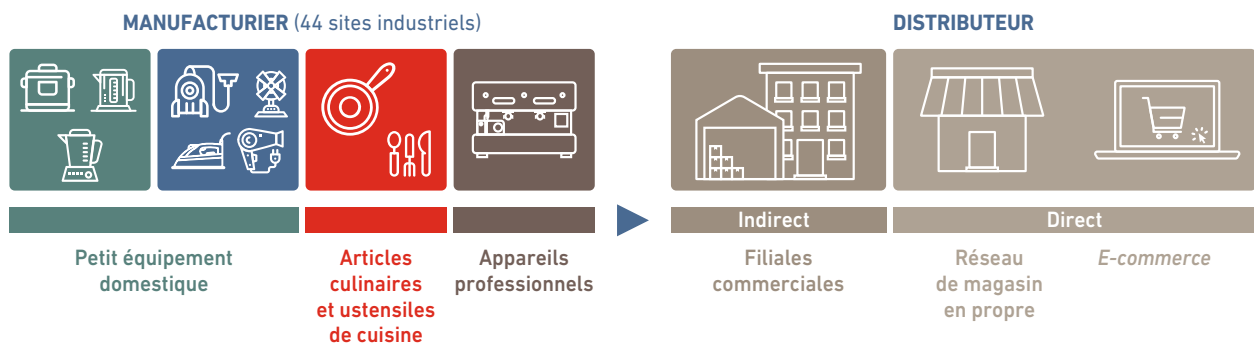 MANUFACTURIER (44 sites industriels)
DISTRIBUTEUR
Indirect
Direct
Petit équipement
domestique
Articles
culinaires
et ustensiles
de cuisine
Appareils
professionnels
Filiales
commerciales
Réseau
de magasin
en propre
E-commerce